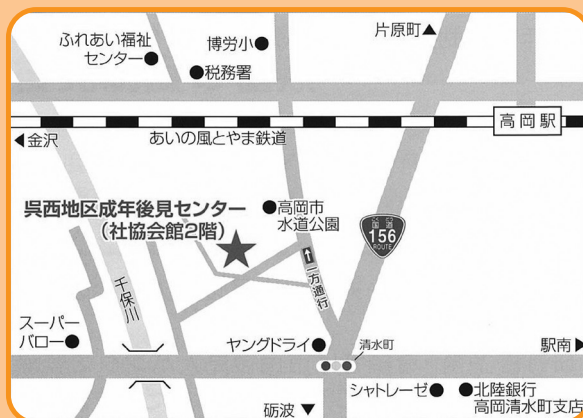 ふれあい福祉
センター●
博労小●
●税務署
片原町▲
高岡駅
◀金沢
あいの風とやま鉄道
呉西地区成年後見センター
(社協会館2階)
●高岡市
水道公園
国道
156
ROUTE
一方通行
千保川
スーパー
バロー●
ヤングドライ●
清水町
駅南▶
シャトレーゼ●
●北陸銀行
高岡清水町支店
砺波▼